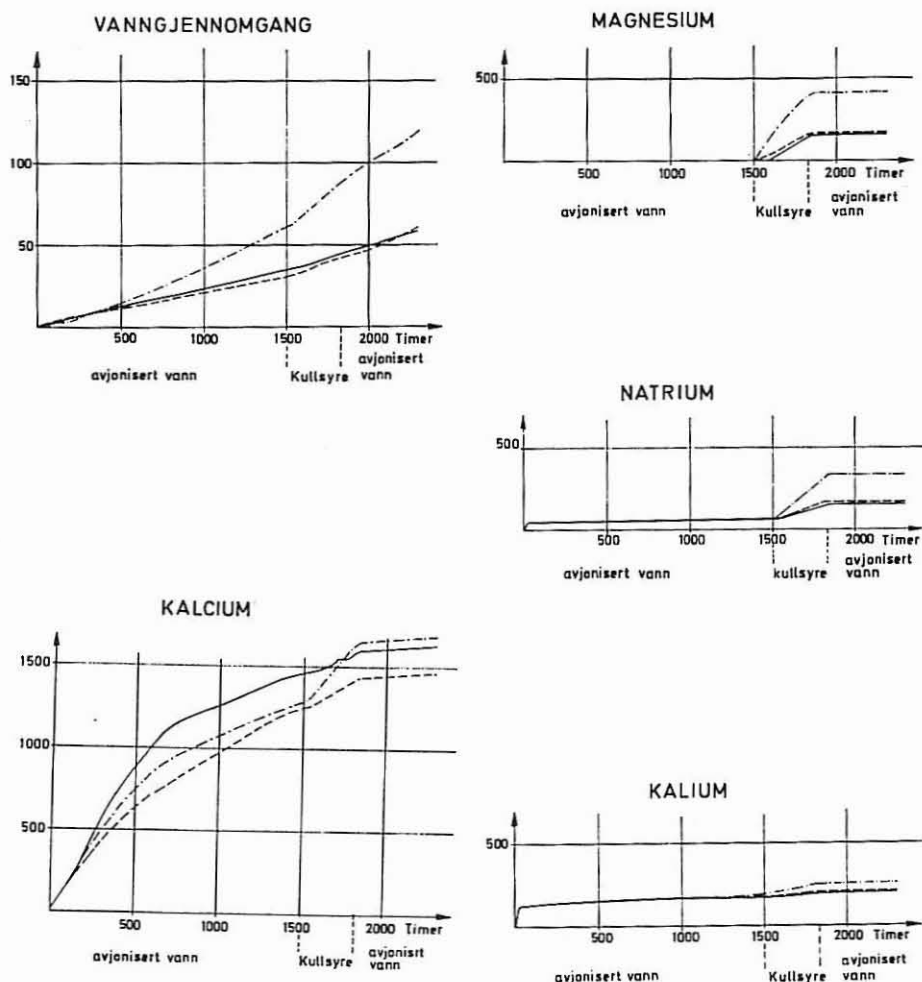 VANNGJENNOMGANG
150
100
50
500 1000 1500 2000 Timer
avjonisert vann Kullsyre avjonisert vann
MAGNESIUM
500
500 1000 1500 2000 Timer
avjonisert vann Kullsyre avjonisert vann
NATRIUM
500
500 1000 1500 2000 Timer
avjonisert vann kullsyre avjonisert vann
KALCIUM
1500
1000
500
500 1000 1500 2000 Timer
avjonisert vann Kullsyre avjonisrt vann
KALIUM
500
500 1000 1500 2000 Timer
avjonisert vann Kullsyre avjonisert vann